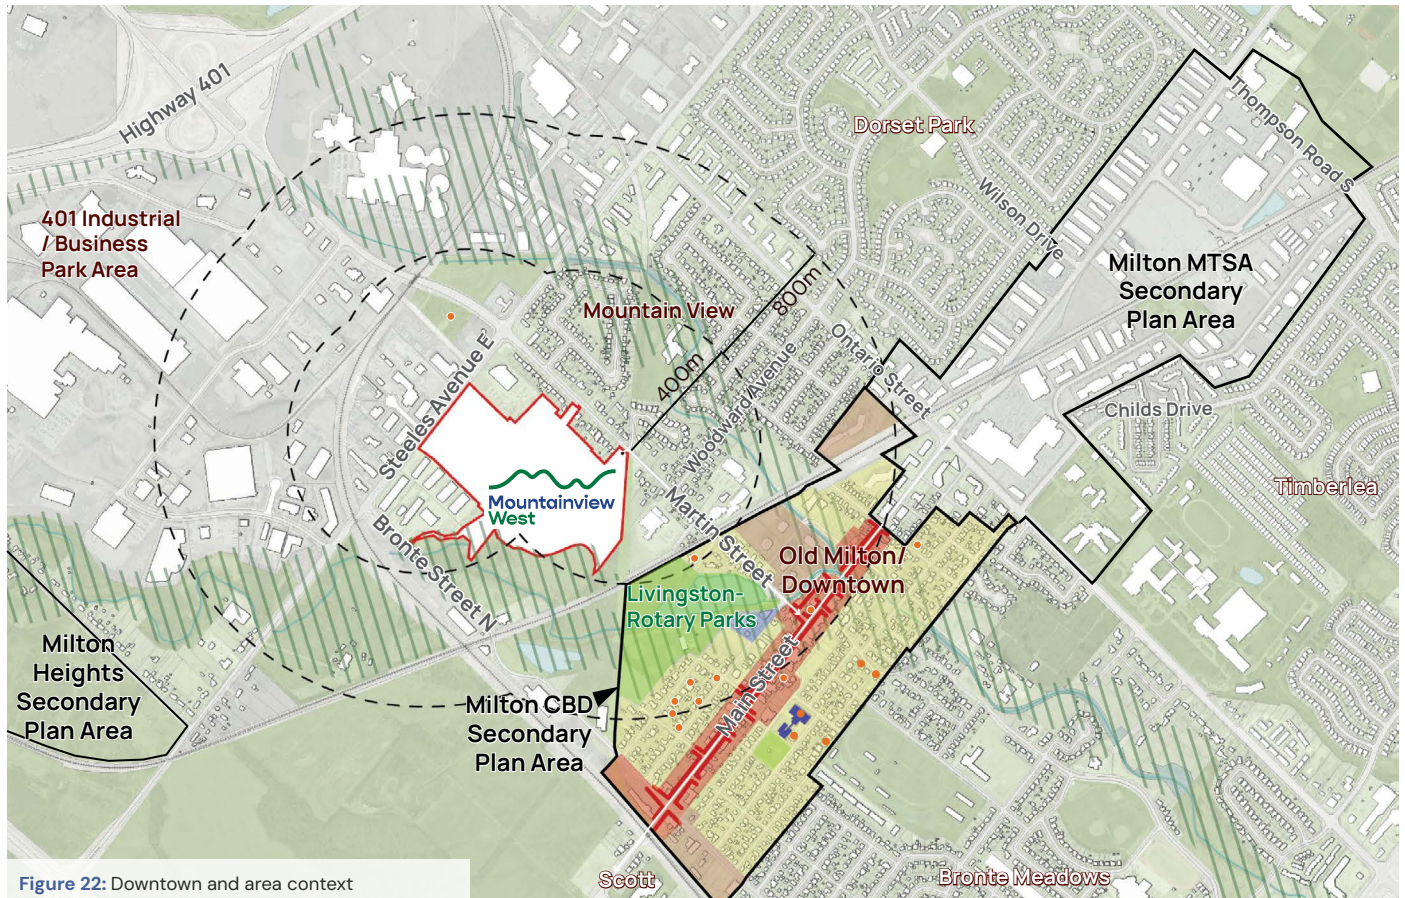 Highway 401
Dorset Park
Thompson Road S
Wilson Drive
401 Industrial
/ Business
Park Area
Milton MTSA
Secondary
Plan Area
Mountain View
800m
400m
Ontario Street
Woodward Avenue
Steeles Avenue E
Childs Drive
Timberlea
Mountainview
West
Martin Street
Bronte Street N
Old Milton/
Downtown
Livingston-
Rotary Parks
Milton
Heights
Secondary
Plan Area
Main Street
Milton CBD
Secondary
Plan Area
Scott
Bronte Meadows
Figure 22: Downtown and area context